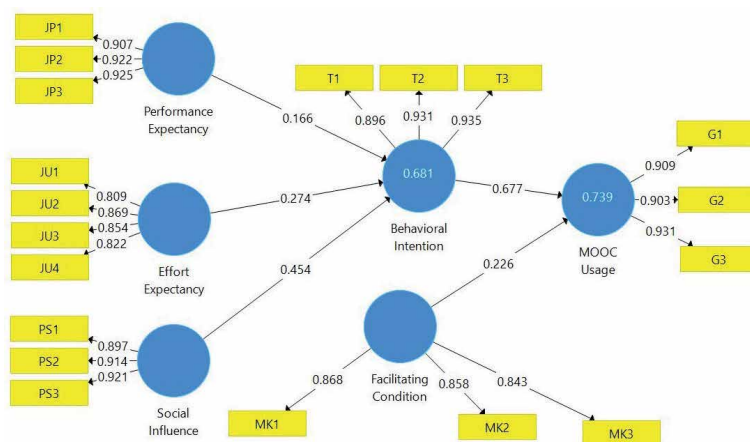 JP1
JP2
JP3
0.907
0.922
0.925
Performance
Expectancy
0.166
T1
T2
T3
0.896
0.931
0.935
0.681
Behavioral
Intention
0.677
0.739
MOOC
Usage
G1
G2
G3
0.909
0.903
0.931
JU1
JU2
JU3
JU4
0.809
0.869
0.854
0.822
Effort
Expectancy
0.274
0.454
0.226
PS1
PS2
PS3
0.897
0.914
0.921
Social
Influence
Facilitating
Condition
0.868
0.858
0.843
MK1
MK2
MK3